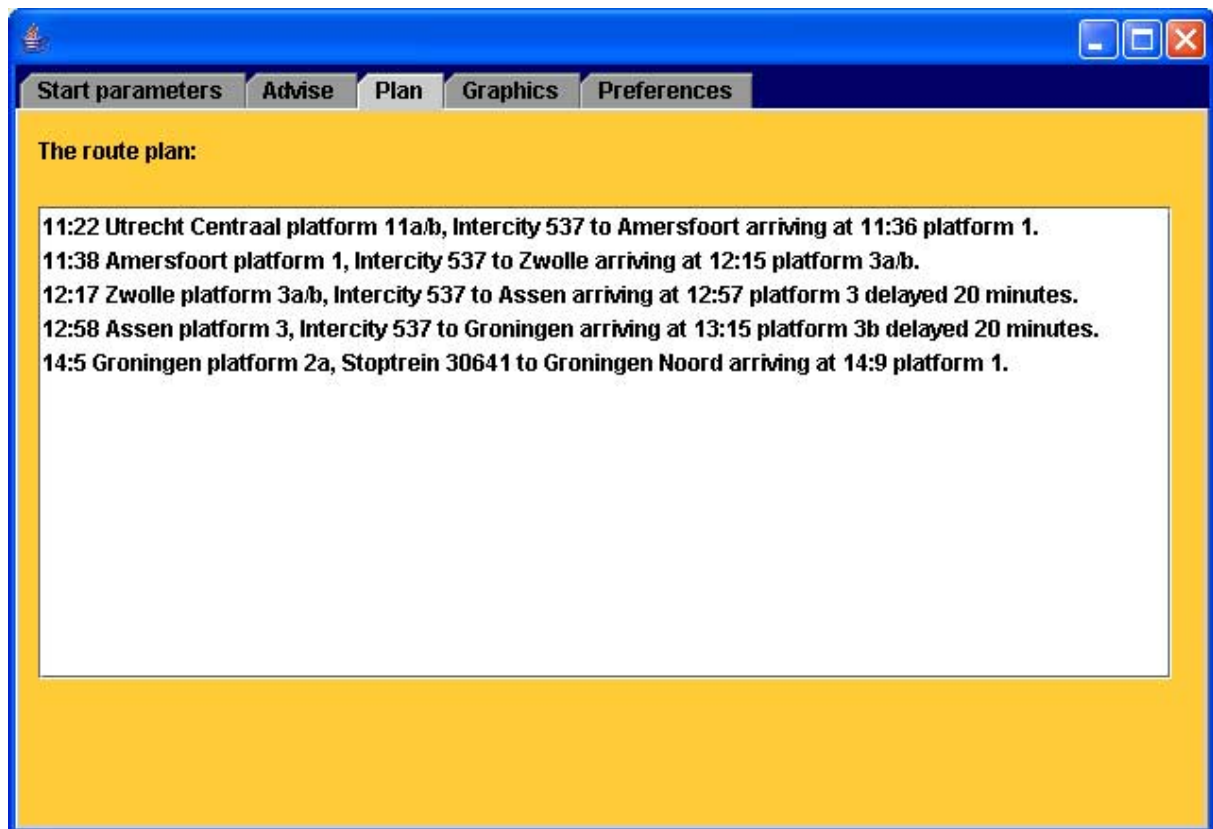 Start parameters Advise Plan Graphics Preferences
The route plan:
11:22 Utrecht Centraal platform 11a/b, Intercity 537 to Amersfoort arriving at 11:36 platform 1.
11:38 Amersfoort platform 1, Intercity 537 to Zwolle arriving at 12:15 platform 3a/b.
12:17 Zwolle platform 3a/b, Intercity 537 to Assen arriving at 12:57 platform 3 delayed 20 minutes.
12:58 Assen platform 3, Intercity 537 to Groningen arriving at 13:15 platform 3b delayed 20 minutes.
14:5 Groningen platform 2a, Stoptrein 30641 to Groningen Noord arriving at 14:9 platform 1.